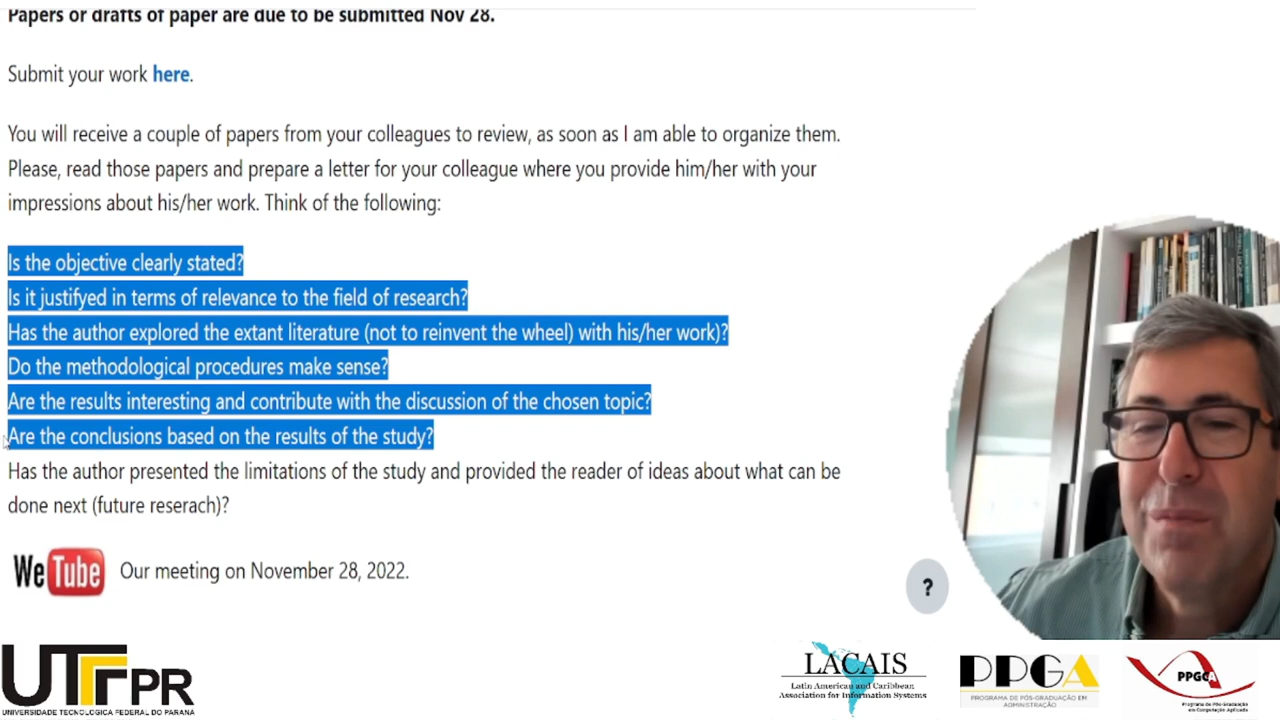 Papers or drafts of paper are due to be submitted Nov 28.
Submit your work here.
You will receive a couple of papers from your colleagues to review, as soon as I am able to organize them.
Please, read those papers and prepare a letter for your colleague where you provide him/her with your
impressions about his/her work. Think of the following:
Is the objective clearly stated?
Is it justifyed in terms of relevance to the field of research?
Has the author explored the extant literature (not to reinvent the wheel) with his/her work)?
Do the methodological procedures make sense?
Are the results interesting and contribute with the discussion of the chosen topic?
Are the conclusions based on the results of the study?
Has the author presented the limitations of the study and provided the reader of ideas about what can be
done next (future reserach)?
WeTube Our meeting on November 28, 2022.
?
UTFPR
UNIVERSIDADE TECNOLÓGICA FEDERAL DO PARANÁ
LACAIS
Latin American and Caribbean
Association for Information Systems
PPGA
PROGRAMA DE PÓS-GRADUAÇÃO EM
ADMINISTRAÇÃO
PPGCA
Programa de Pós-Graduação
em Computação Aplicada